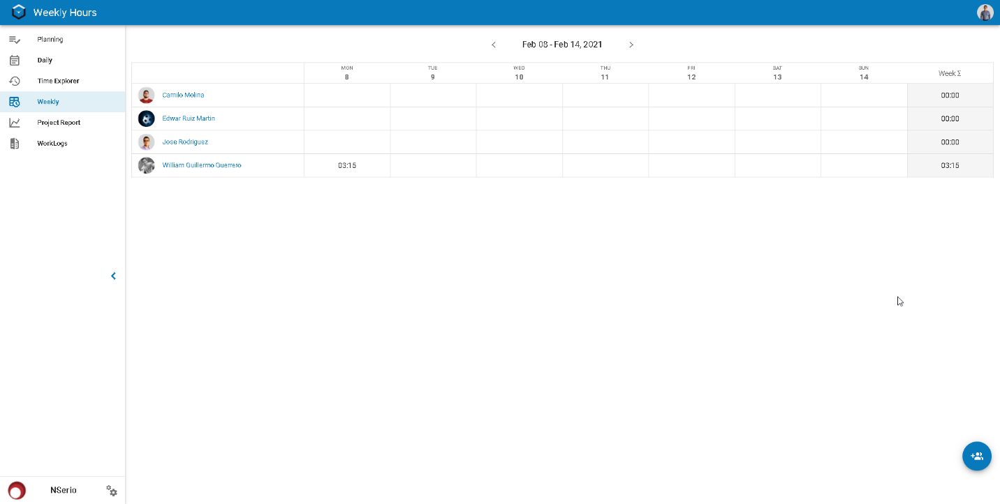 Weekly Hours
Planning
Daily
Time Explorer
Weekly
Project Report
WorkLogs
NSerio
Feb 08 - Feb 14, 2021
MON TUE WED THU FRI SAT SUN
8 9 10 11 12 13 14 Week Σ
Camilo Molina 00:00
Edwar Ruiz Martin 00:00
Jose Rodriguez 00:00
William Guillermo Guerrero 03:15 03:15